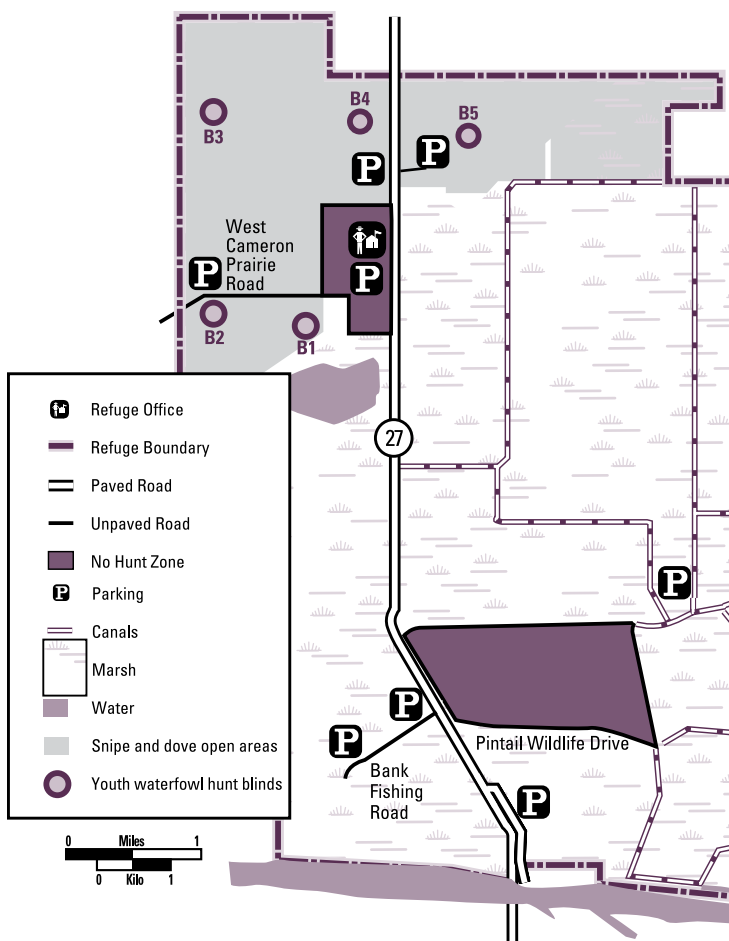 B3
B4
B5
P
P
West
Cameron
Prairie
Road
P
P
B2
B1
27
Refuge Office
Refuge Boundary
Paved Road
Unpaved Road
No Hunt Zone
P
Parking
Canals
Marsh
Water
Snipe and dove open areas
Youth waterfowl hunt blinds
P
P
P
Pintail Wildlife Drive
Bank
Fishing
Road
P
0 Miles 1
0 Kilo 1